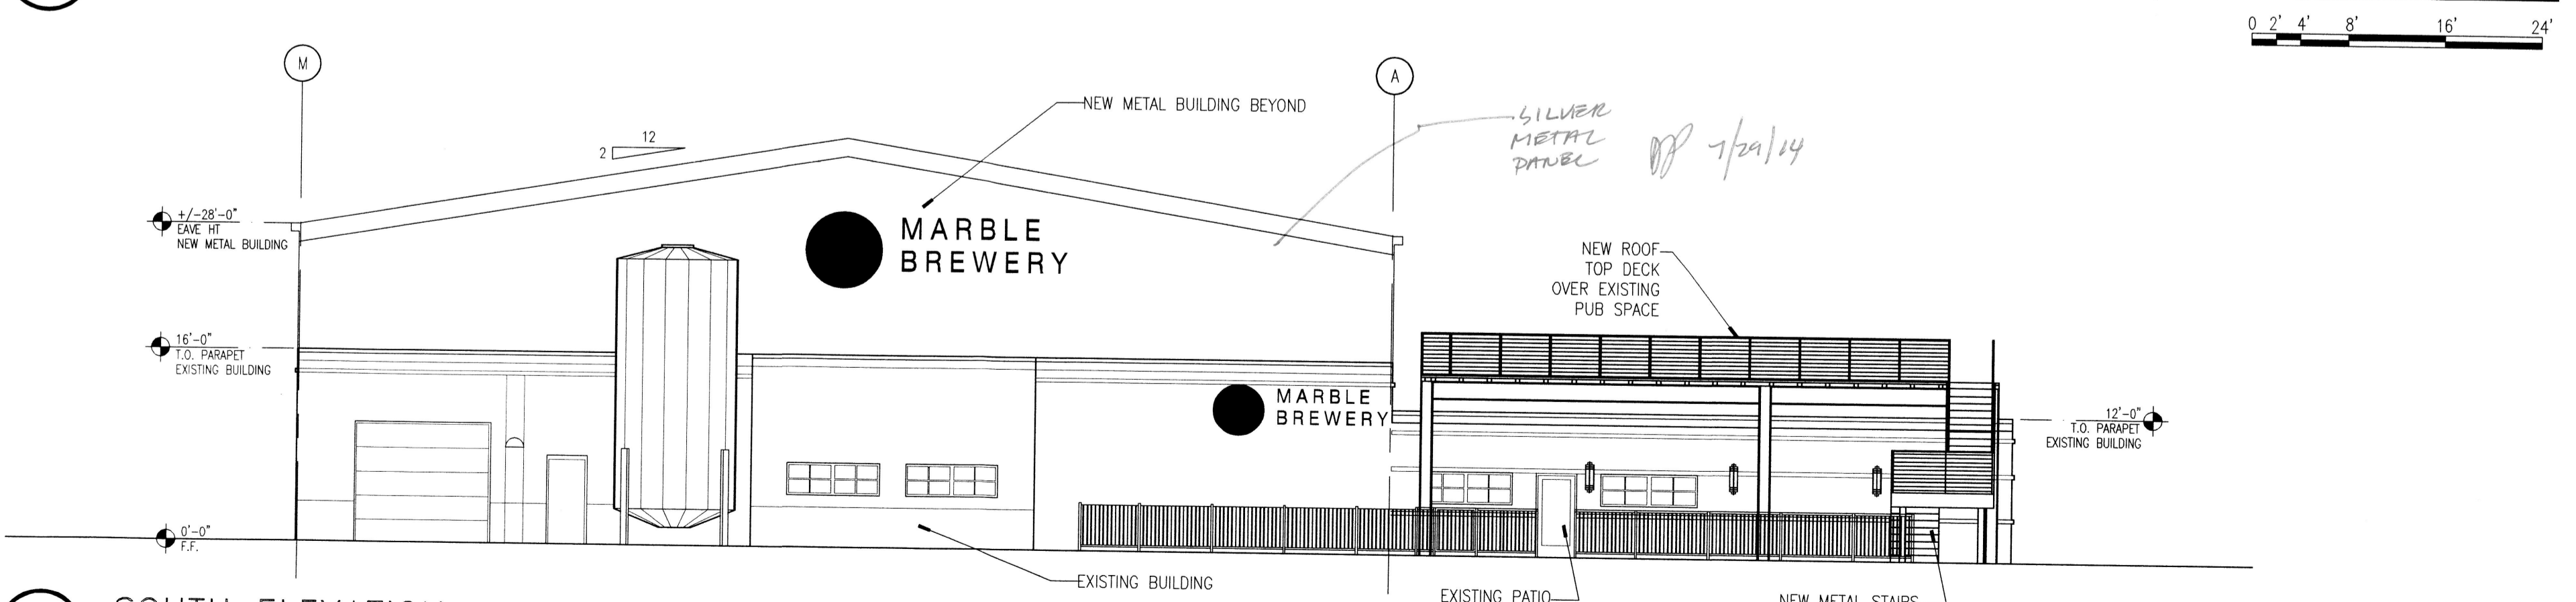 0 2' 4' 8' 16' 24'
M
A
NEW METAL BUILDING BEYOND
SILVER
METAL
PANEL
7/29/14
12
2
+/-28'-0"
EAVE HT
NEW METAL BUILDING
MARBLE
BREWERY
NEW ROOF
TOP DECK
OVER EXISTING
PUB SPACE
16'-0"
T.O. PARAPET
EXISTING BUILDING
MARBLE
BREWERY
12'-0"
T.O. PARAPET
EXISTING BUILDING
0'-0"
F.F.
EXISTING BUILDING
EXISTING PATIO
NEW METAL STAIRS
SOUTH ELEVATION